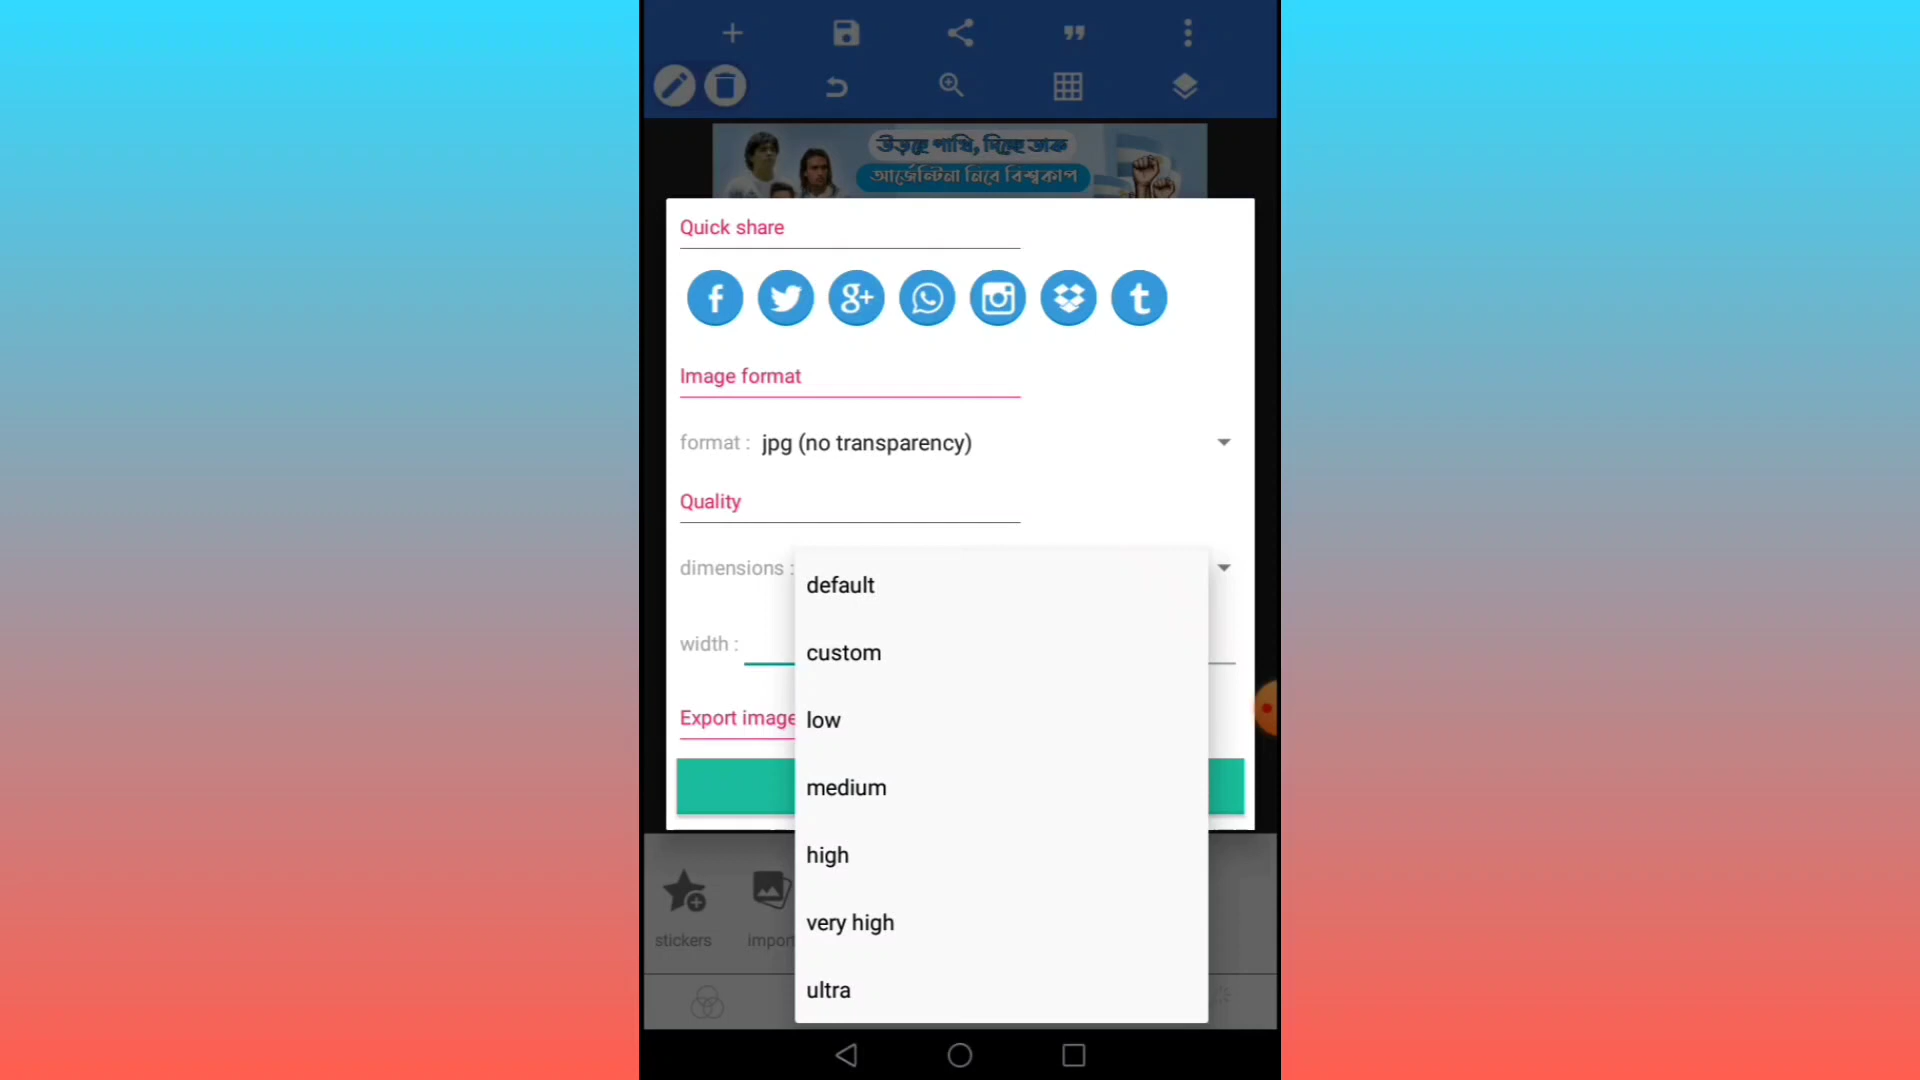 উড়ছে পাখি, দিচ্ছে ডাক
আর্জেন্টিনা নিবে বিশ্বকাপ
Quick share
Image format
format : jpg (no transparency)
Quality
dimensions :
default
custom
width :
low
Export image
medium
high
very high
stickers
import
ultra